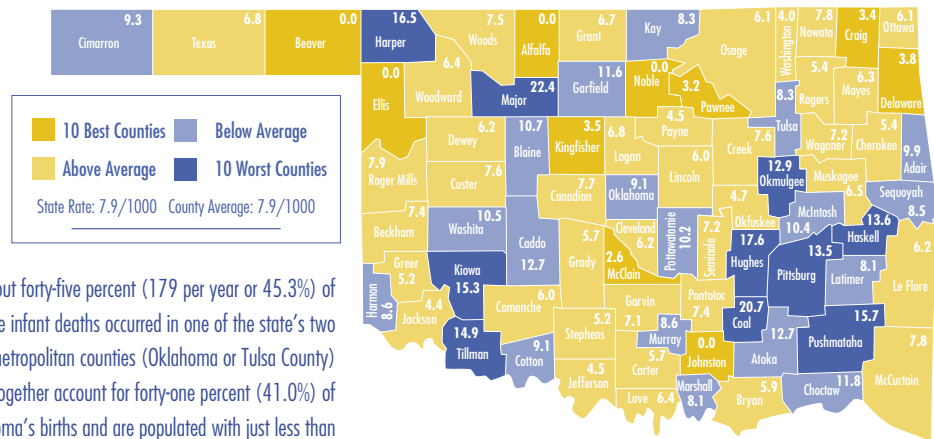 9.3 6.8 0.0 16.5 7.5 0.0 6.7 8.3 6.1 4.0 7.8 3.4 6.1
Cimarron Texas Beaver Harper Woods Alfalfa Grant Kay Osage Washington Nowata Craig Ottawa
0.0 6.4 22.4 11.6 0.0 3.2 5.4 6.3 3.8
Ellis Woodward Major Garfield Noble Pawnee Rogers Mayes Delaware
10 Best Counties Below Average
Above Average 10 Worst Counties
State Rate: 7.9/1000 County Average: 7.9/1000
6.2 10.7 3.5 6.8 4.5 7.6 8.3 7.2 5.4 9.9
Dewey Blaine Kingfisher Logan Payne Creek Tulsa Wagoner Cherokee Adair
7.9 7.6 7.7 9.1 6.0 4.7 12.9 6.5 8.5
Roger Mills Custer Canadian Oklahoma Lincoln Okfuskee Okmulgee Muskogee Sequoyah
7.4 10.5 12.7 5.7 2.6 6.2 10.2 7.2 17.6 10.4 13.6
Beckham Washita Caddo Grady McClain Cleveland Pottawatomie Seminole Hughes McIntosh Haskell
8.6 5.2 15.3 13.5 8.1 6.2
Harmon Greer Kiowa Pittsburg Latimer Le Flore
4.4 14.9 6.0 5.2 7.1 7.4 20.7 15.7
Jackson Tillman Comanche Stephens Garvin Pontotoc Coal Pushmataha
9.1 4.5 5.7 8.6 0.0 12.7 11.8 7.8
Cotton Jefferson Carter Murray Johnston Atoka Choctaw McCurtain
Love 6.4 Marshall 8.1 Bryan 5.9
out forty-five percent (179 per year or 45.3%) of
e infant deaths occurred in one of the state's two
metropolitan counties (Oklahoma or Tulsa County)
together account for forty-one percent (41.0%) of
oma's births and are populated with just less than